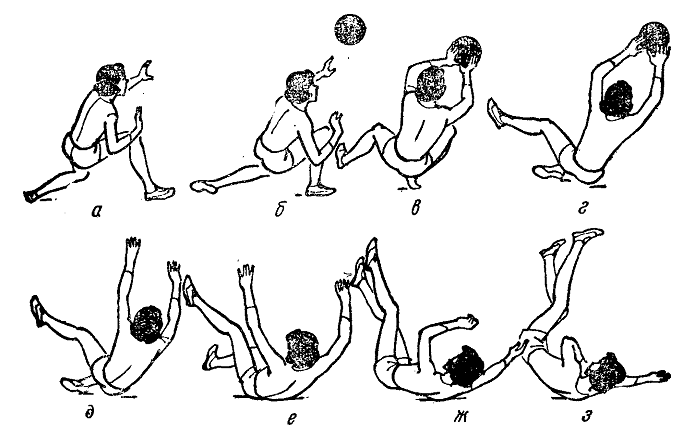 а б в г
д е ж з